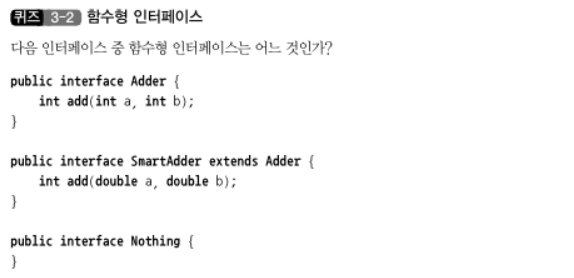 퀴즈 3-2 함수형 인터페이스
다음 인터페이스 중 함수형 인터페이스는 어느 것인가?
public interface Adder {
    int add(int a, int b);
}
public interface SmartAdder extends Adder {
    int add(double a, double b);
}
public interface Nothing {
}